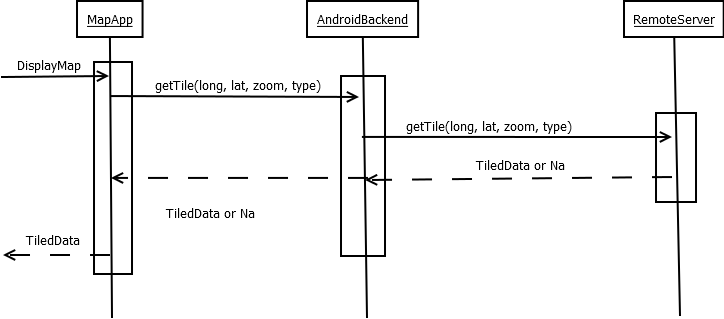 MapApp
AndroidBackend
RemoteServer
DisplayMap
getTile(long, lat, zoom, type)
getTile(long, lat, zoom, type)
TiledData or Na
TiledData or Na
TiledData